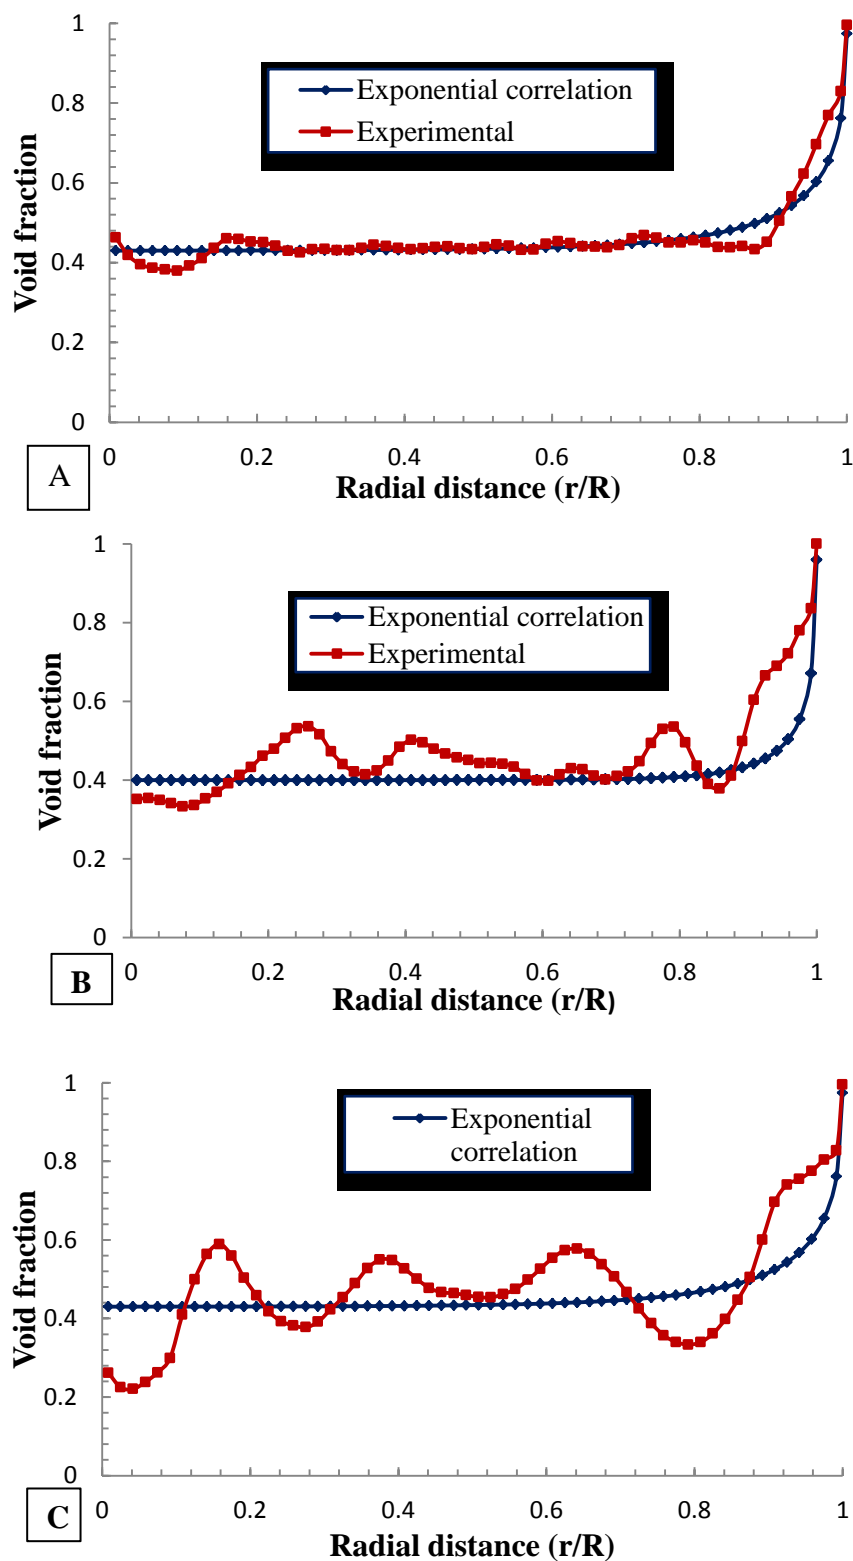 1
0.8
0.6
0.4
0.2
0
Void fraction
Exponential correlation
Experimental
0 0.2 0.4 0.6 0.8 1
Radial distance (r/R)
A
1
0.8
0.6
0.4
0.2
0
Void fraction
Exponential correlation
Experimental
0 0.2 0.4 0.6 0.8 1
Radial distance (r/R)
B
1
0.8
0.6
0.4
0.2
0
Void fraction
Exponential
correlation
0 0.2 0.4 0.6 0.8 1
Radial distance (r/R)
C